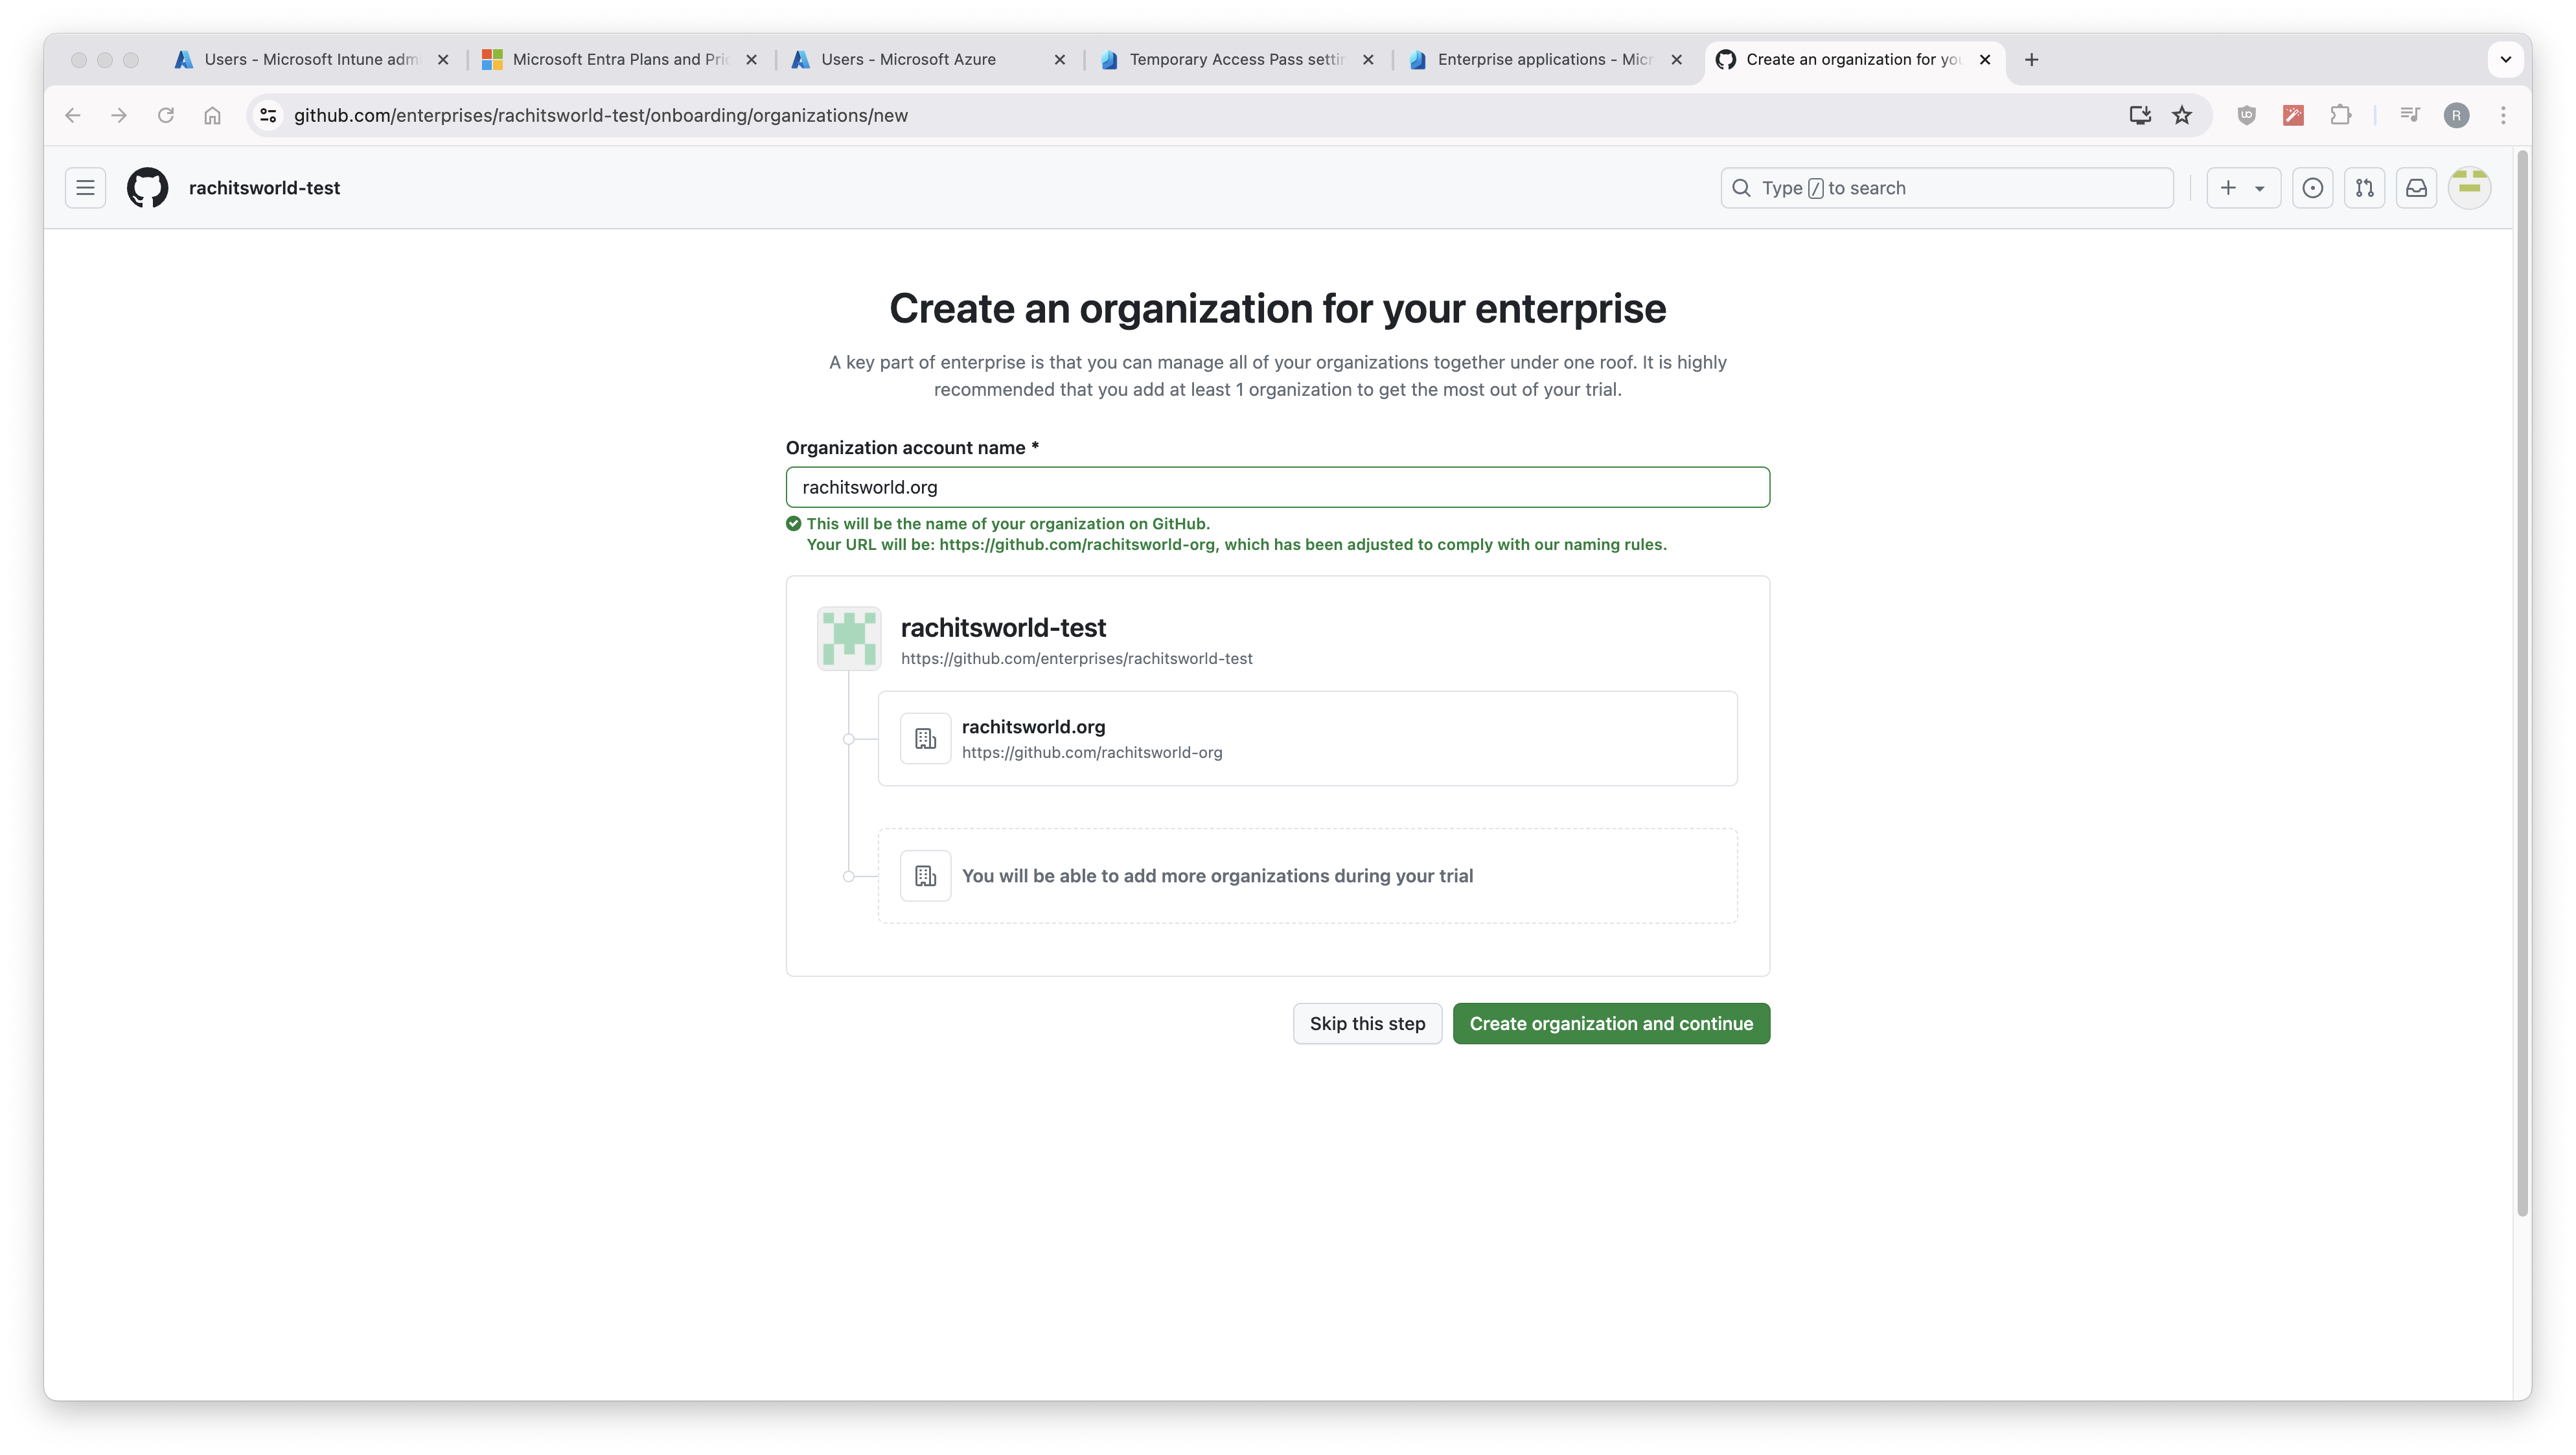 Users - Microsoft Intune adm
Microsoft Entra Plans and Pric
Users - Microsoft Azure
Temporary Access Pass settin
Enterprise applications - Micr
Create an organization for you
github.com/enterprises/rachitsworld-test/onboarding/organizations/new
R
rachitsworld-test
Type / to search
Create an organization for your enterprise
A key part of enterprise is that you can manage all of your organizations together under one roof. It is highly
recommended that you add at least 1 organization to get the most out of your trial.
Organization account name *
rachitsworld.org
This will be the name of your organization on GitHub.
Your URL will be: https://github.com/rachitsworld-org, which has been adjusted to comply with our naming rules.
rachitsworld-test
https://github.com/enterprises/rachitsworld-test
rachitsworld.org
https://github.com/rachitsworld-org
You will be able to add more organizations during your trial
Skip this step
Create organization and continue